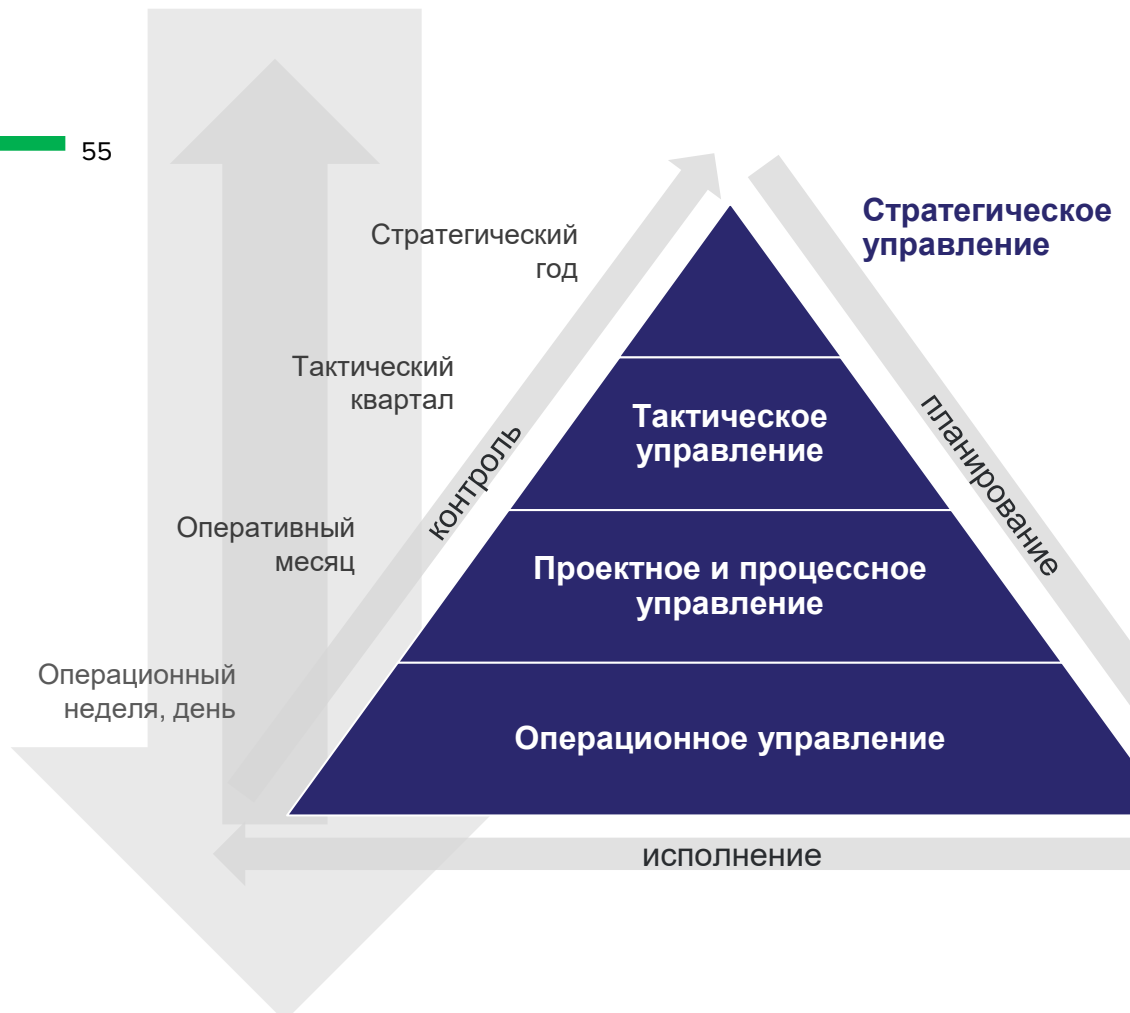 55
Стратегическое
управление
Стратегический
год
Тактический
квартал
Тактическое
управление
контроль
планирование
Оперативный
месяц
Проектное и процессное
управление
Операционный
неделя, день
Операционное управление
исполнение